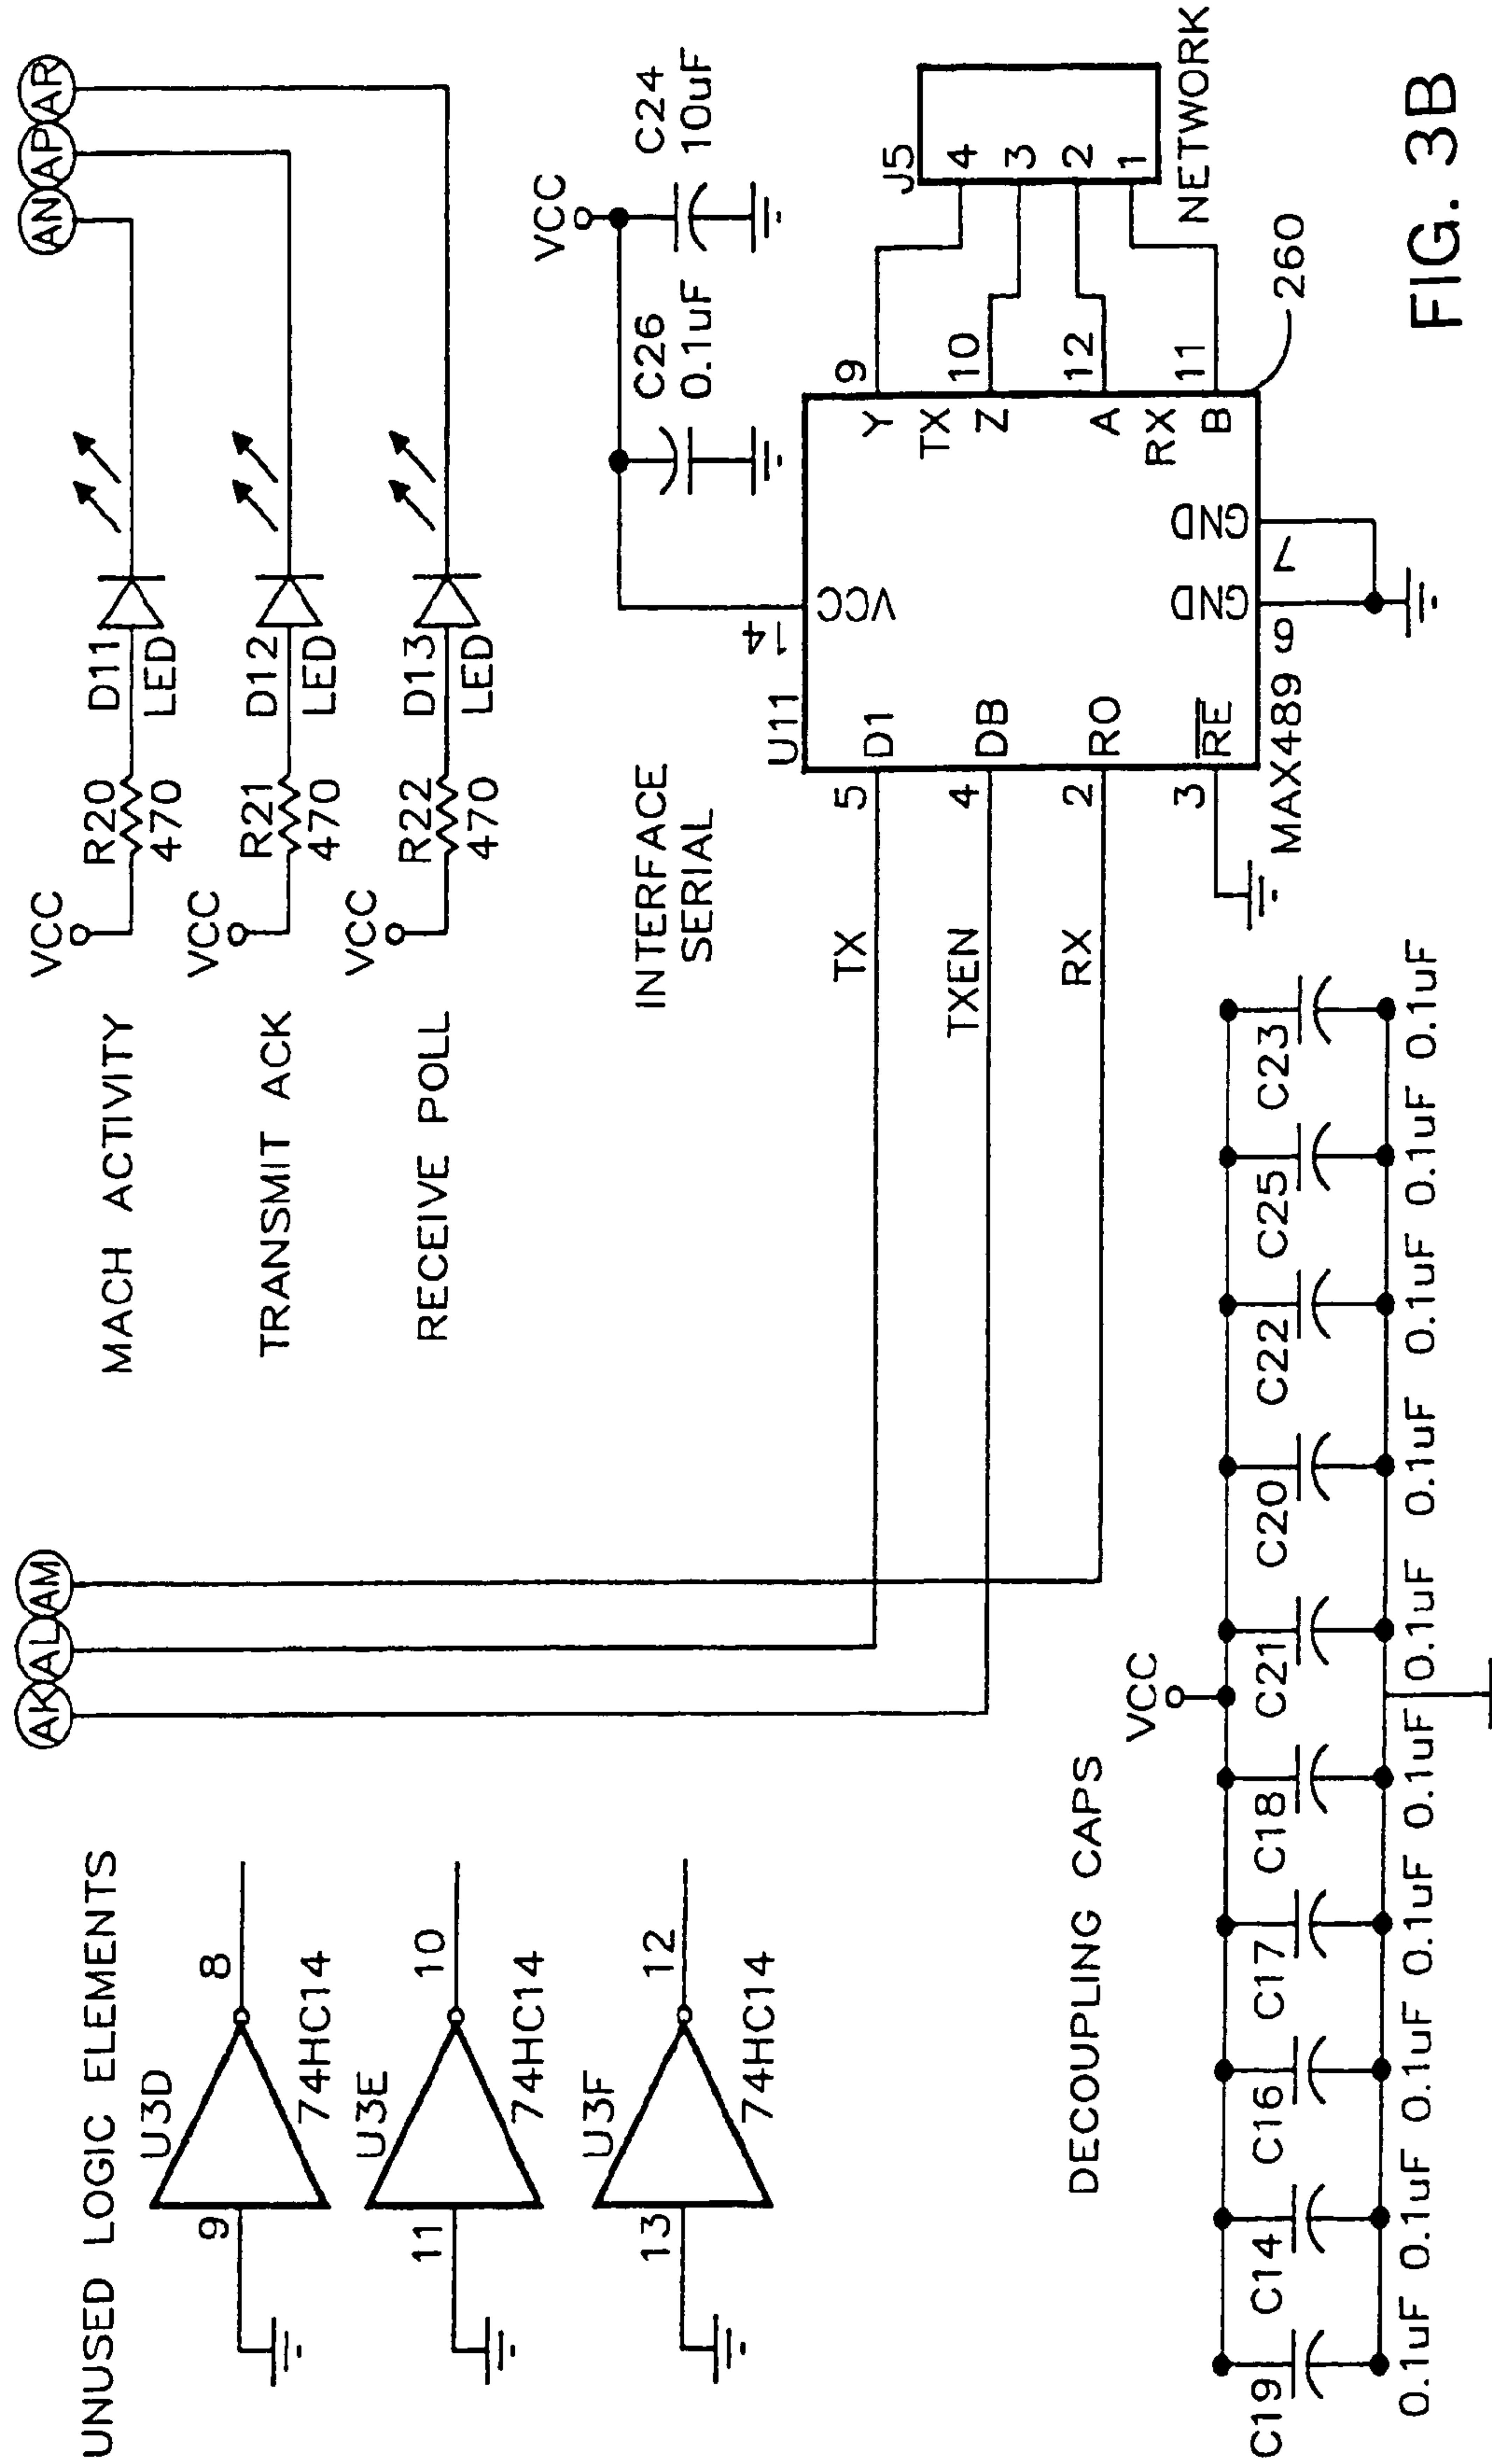 AK AL AM
AN AP AR
UNUSED LOGIC ELEMENTS
U3D
9
8
74HC14
U3E
11
10
74HC14
U3F
13
12
74HC14
MACH ACTIVITY
VCC
R20
470
D11
LED
TRANSMIT ACK
VCC
R21
470
D12
LED
RECEIVE POLL
VCC
R22
470
D13
LED
INTERFACE
SERIAL
VCC
C26
0.1uF
C24
10uF
TX
TXEN
RX
U11
14
VCC
5
D1
4
DB
2
RO
3
RE
Y
9
TX
Z
10
A
12
RX
B
11
GND
GND
6
7
MAX489
260
J5
4
3
2
1
NETWORK
DECOUPLING CAPS
VCC
C19 C14 C16 C17 C18 C21 C20 C22 C25 C23
0.1uF 0.1uF 0.1uF 0.1uF 0.1uF 0.1uF 0.1uF 0.1uF 0.1uF 0.1uF
FIG. 3B